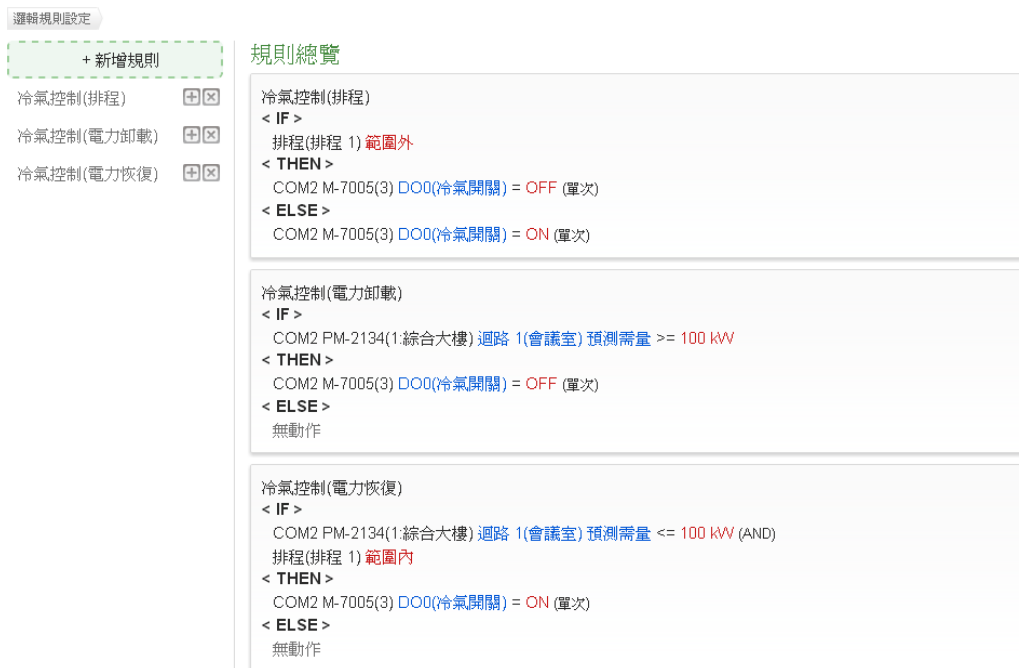 邏輯規則設定
+ 新增規則
冷氣控制(排程)
冷氣控制(電力卸載)
冷氣控制(電力恢復)
規則總覽
冷氣控制(排程)
< IF >
排程(排程 1) 範圍外
< THEN >
COM2 M-7005(3) DO0(冷氣開關) = OFF (單次)
< ELSE >
COM2 M-7005(3) DO0(冷氣開關) = ON (單次)
冷氣控制(電力卸載)
< IF >
COM2 PM-2134(1:綜合大樓) 迴路 1(會議室) 預測需量 >= 100 kW
< THEN >
COM2 M-7005(3) DO0(冷氣開關) = OFF (單次)
< ELSE >
無動作
冷氣控制(電力恢復)
< IF >
COM2 PM-2134(1:綜合大樓) 迴路 1(會議室) 預測需量 <= 100 kW (AND)
排程(排程 1) 範圍內
< THEN >
COM2 M-7005(3) DO0(冷氣開關) = ON (單次)
< ELSE >
無動作